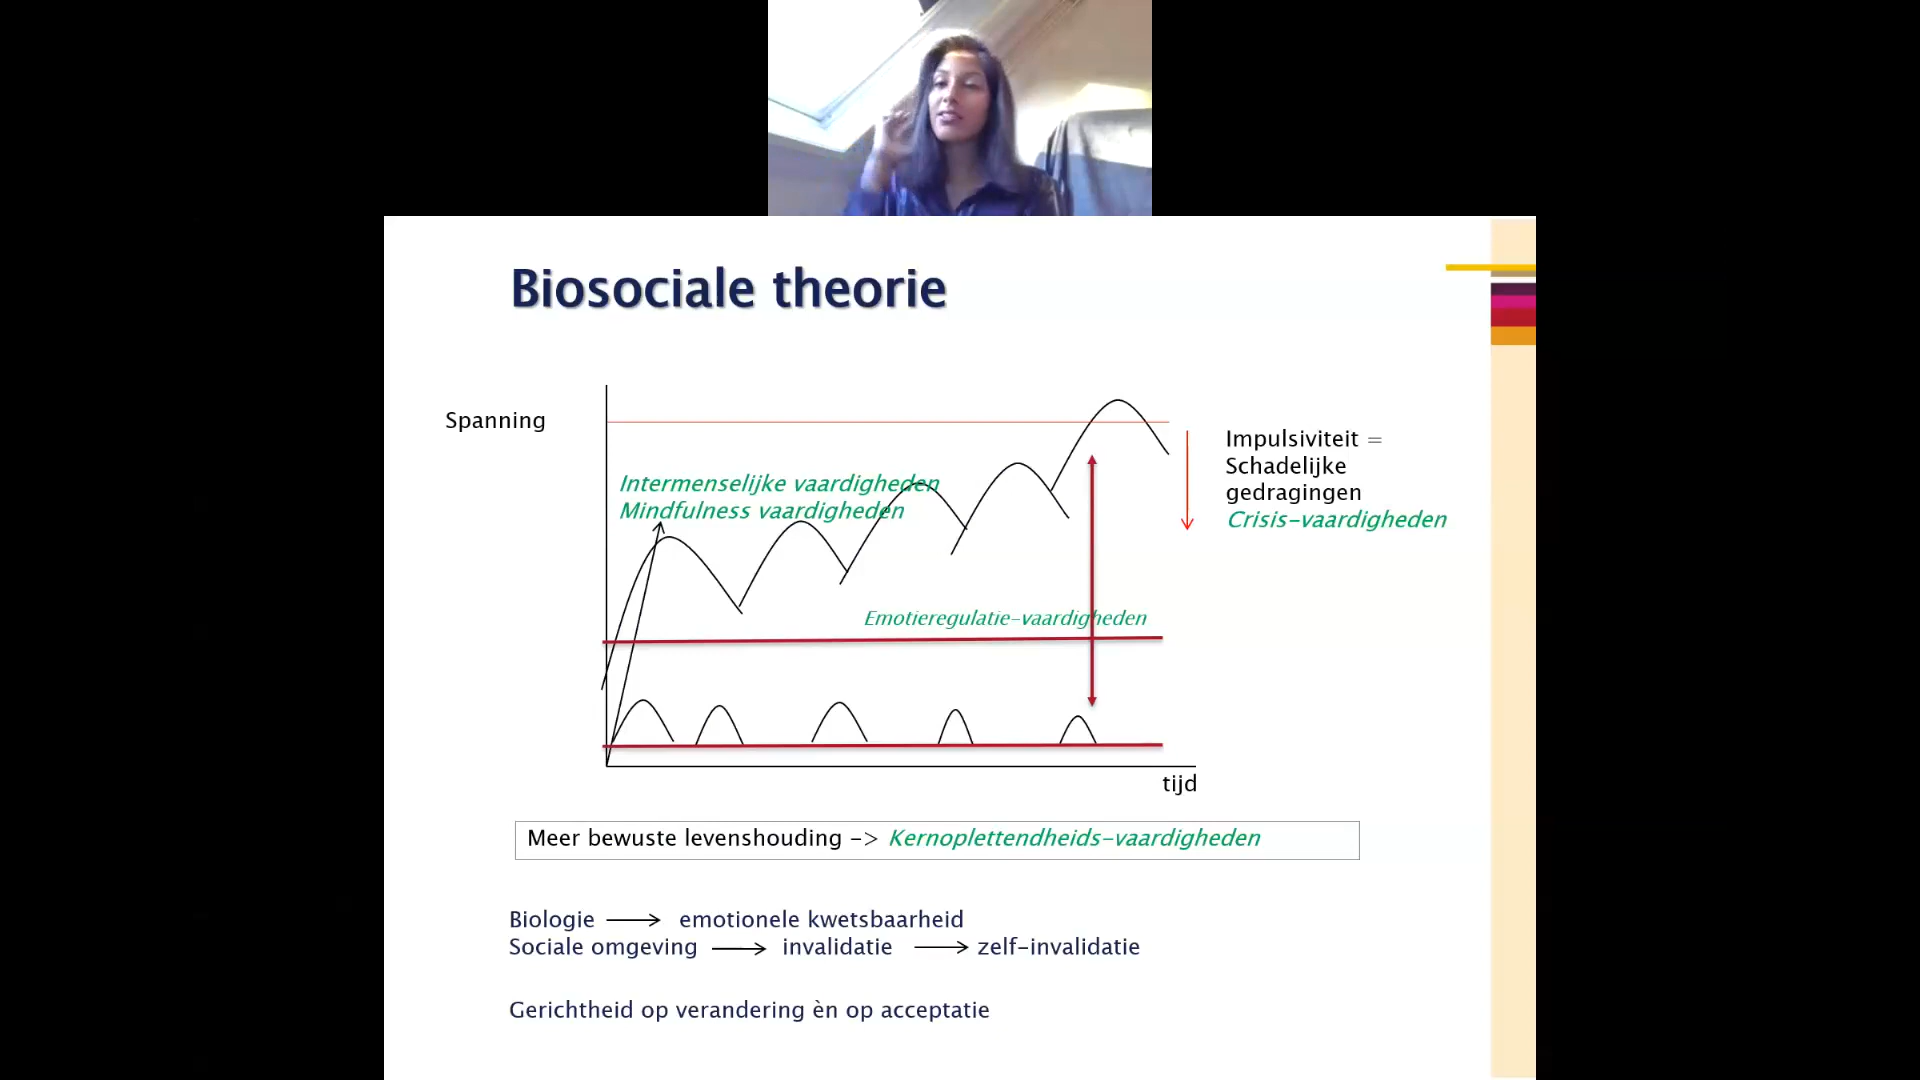 Biosociale theorie
Spanning
Impulsiviteit =
Schadelijke
gedragingen
Crisis-vaardigheden
Intermenselijke vaardigheden
Mindfulness vaardigheden
Emotieregulatie-vaardigheden
tijd
Meer bewuste levenshouding -> Kernoplettendheids-vaardigheden
Biologie → emotionele kwetsbaarheid
Sociale omgeving → invalidatie → zelf-invalidatie
Gerichtheid op verandering èn op acceptatie